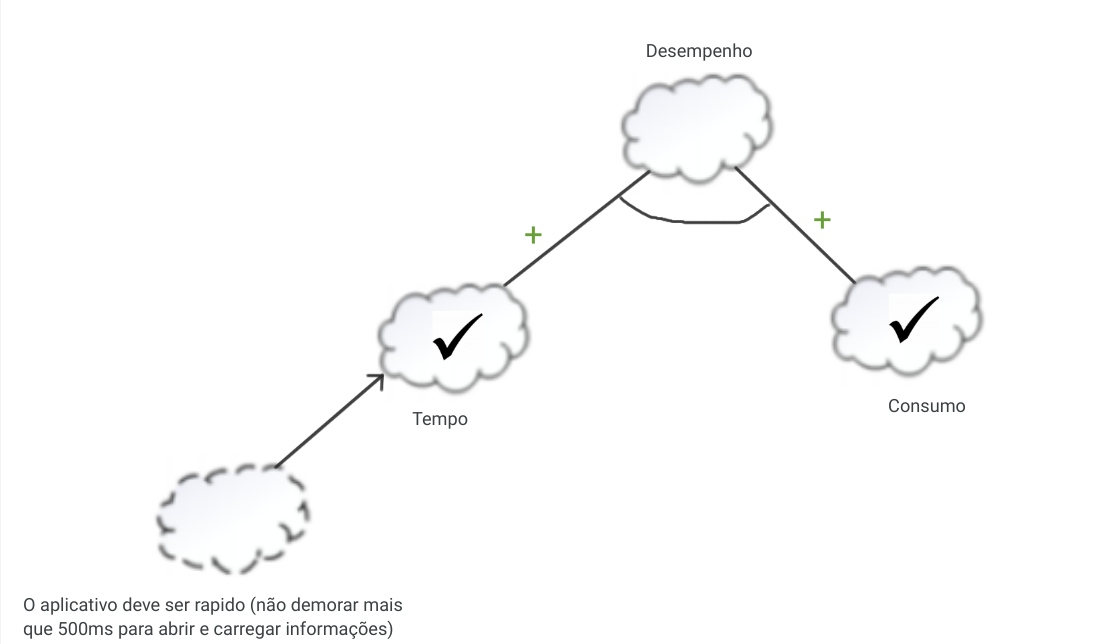 Desempenho
+
+
Tempo
Consumo
O aplicativo deve ser rapido (não demorar mais
que 500ms para abrir e carregar informações)